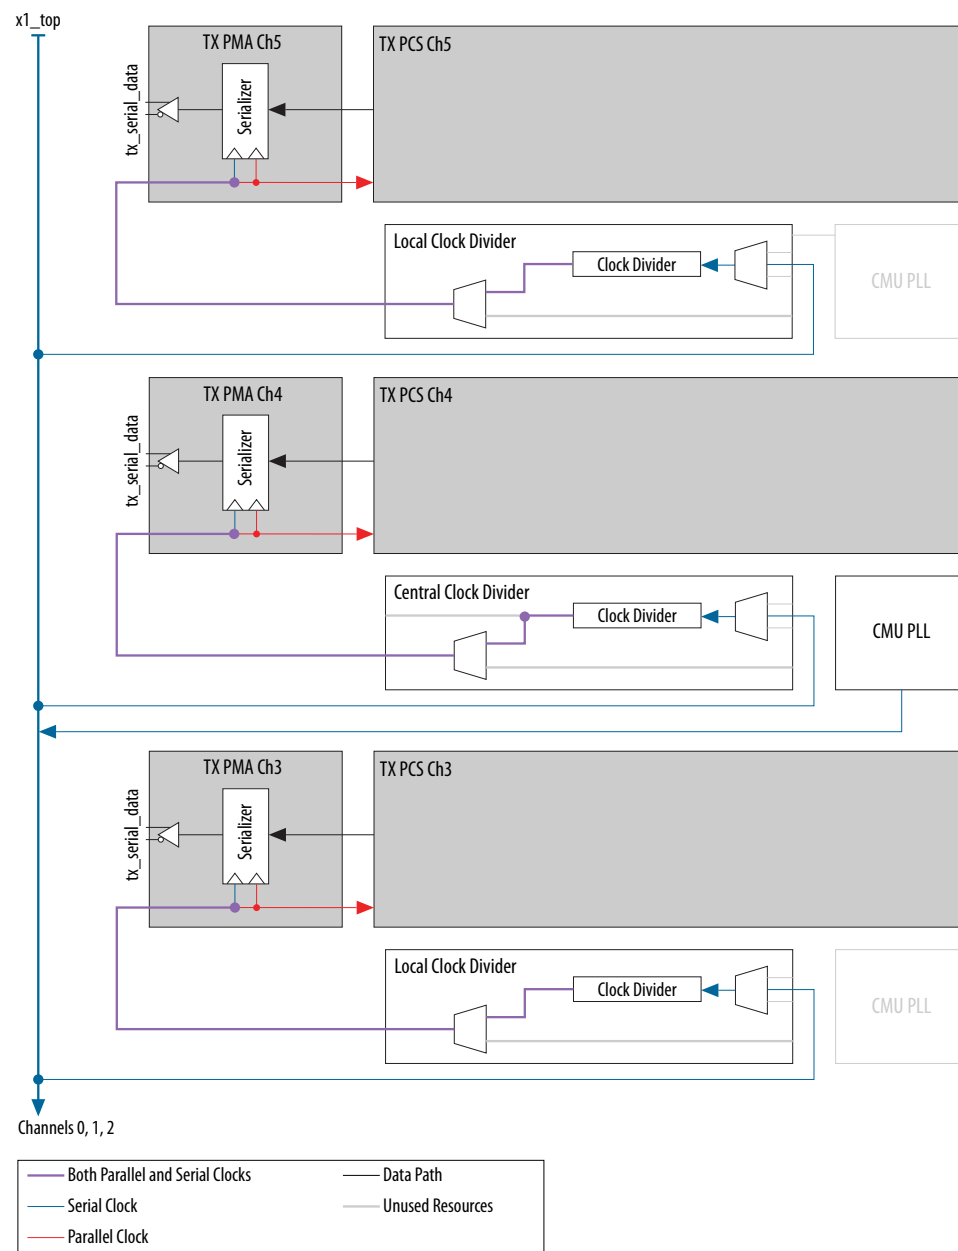 x1_top
TX PMA Ch5
TX PCS Ch5
tx_serial_data
Serializer
Local Clock Divider
Clock Divider
CMU PLL
TX PMA Ch4
TX PCS Ch4
tx_serial_data
Serializer
Central Clock Divider
Clock Divider
CMU PLL
TX PMA Ch3
TX PCS Ch3
tx_serial_data
Serializer
Local Clock Divider
Clock Divider
CMU PLL
Channels 0, 1, 2
Both Parallel and Serial Clocks
Data Path
Serial Clock
Unused Resources
Parallel Clock